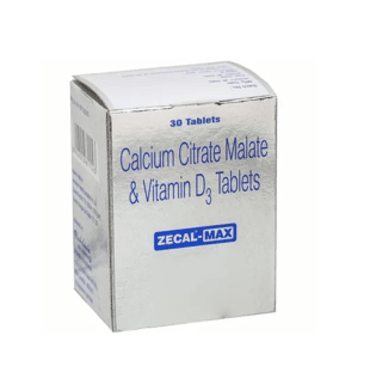 30 Tablets
Calcium Citrate Malate
& Vitamin D3 Tablets
ZECAL®-MAX